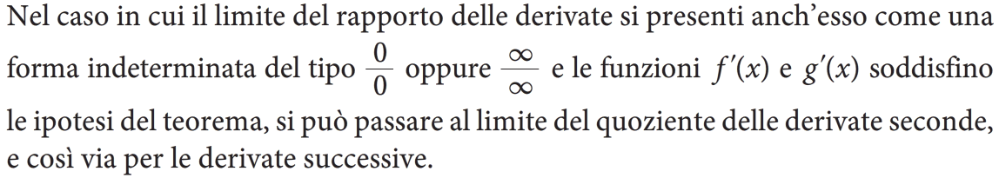 Nel caso in cui il limite del rapporto delle derivate si presenti anch’esso come una
forma indeterminata del tipo 0/0 oppure ∞/∞ e le funzioni f′(x) e g′(x) soddisfino
le ipotesi del teorema, si può passare al limite del quoziente delle derivate seconde,
e così via per le derivate successive.